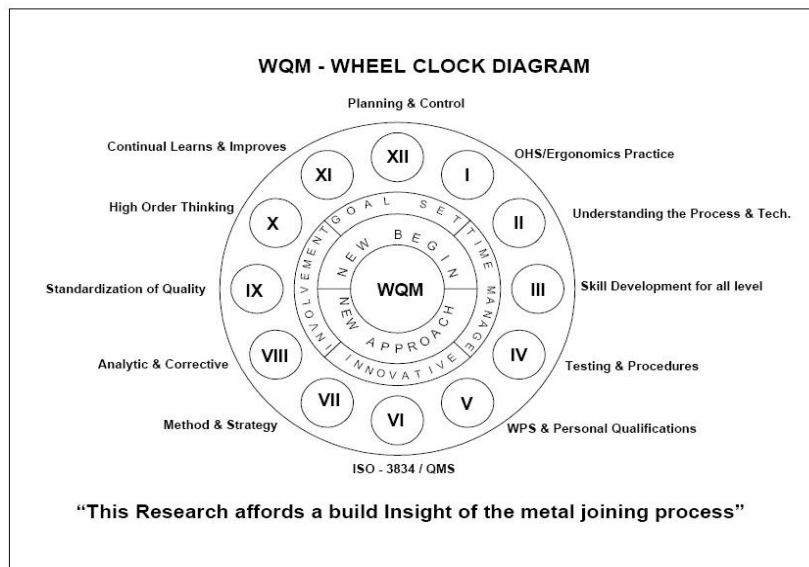 WQM - WHEEL CLOCK DIAGRAM
Planning & Control
Continual Learns & Improves
OHS/Ergonomics Practice
High Order Thinking
Understanding the Process & Tech.
Standardization of Quality
Skill Development for all level
Analytic & Corrective
Testing & Procedures
Method & Strategy
WPS & Personal Qualifications
ISO - 3834 / QMS
XII
I
II
III
IV
V
VI
VII
VIII
IX
X
XI
GOAL SET
TIME MANAGE
INNOVATIVE
INVOLVEMENT
NEW BEGIN
NEW APPROACH
WQM
“This Research affords a build Insight of the metal joining process”